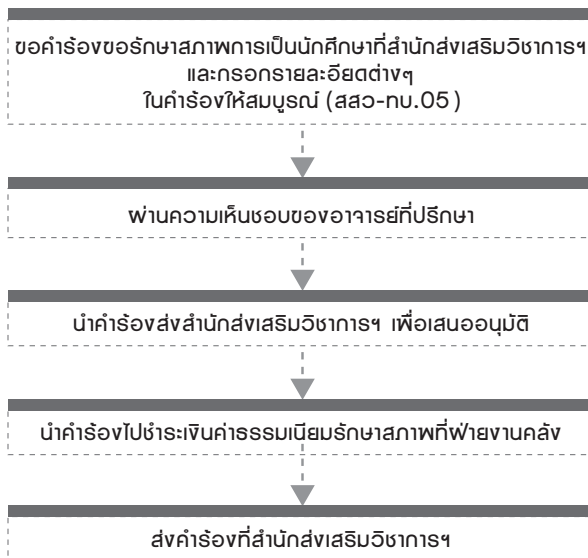 ขอคำร้องขอรักษาสภาพการเป็นนักศึกษาที่สำนักส่งเสริมวิชาการฯ
และกรอกรายละอียดต่างๆ
ในคำร้องให้สมบูรณ์ (สสว-ทบ.05)
ผ่านความเห็นชอบของอาจารย์ที่ปรึกษา
นำคำร้องส่งสำนักส่งเสริมวิชาการฯ เพื่อเสนออนุมัติ
นำคำร้องไปชำระเงินค่าธรรมเนียมรักษาสภาพที่ฝ่ายงานคลัง
ส่งคำร้องที่สำนักส่งเสริมวิชาการฯ